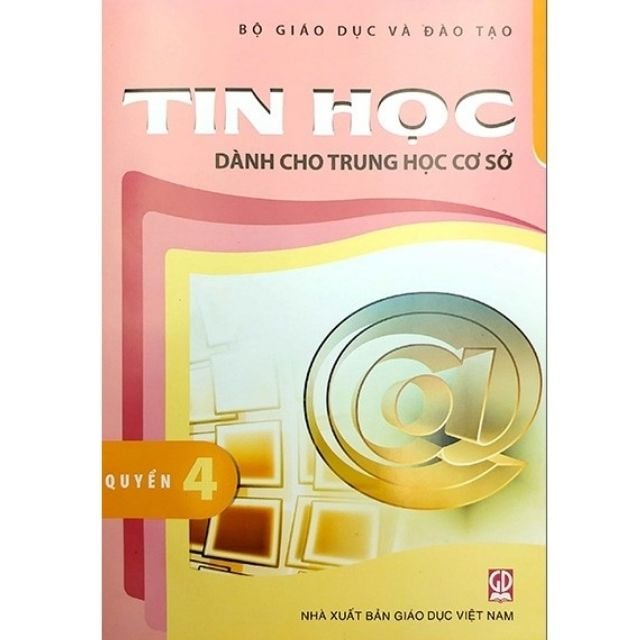 BỘ GIÁO DỤC VÀ ĐÀO TẠO
TIN HỌC
DÀNH CHO TRUNG HỌC CƠ SỞ
@
QUYỂN 4
GD
NHÀ XUẤT BẢN GIÁO DỤC VIỆT NAM